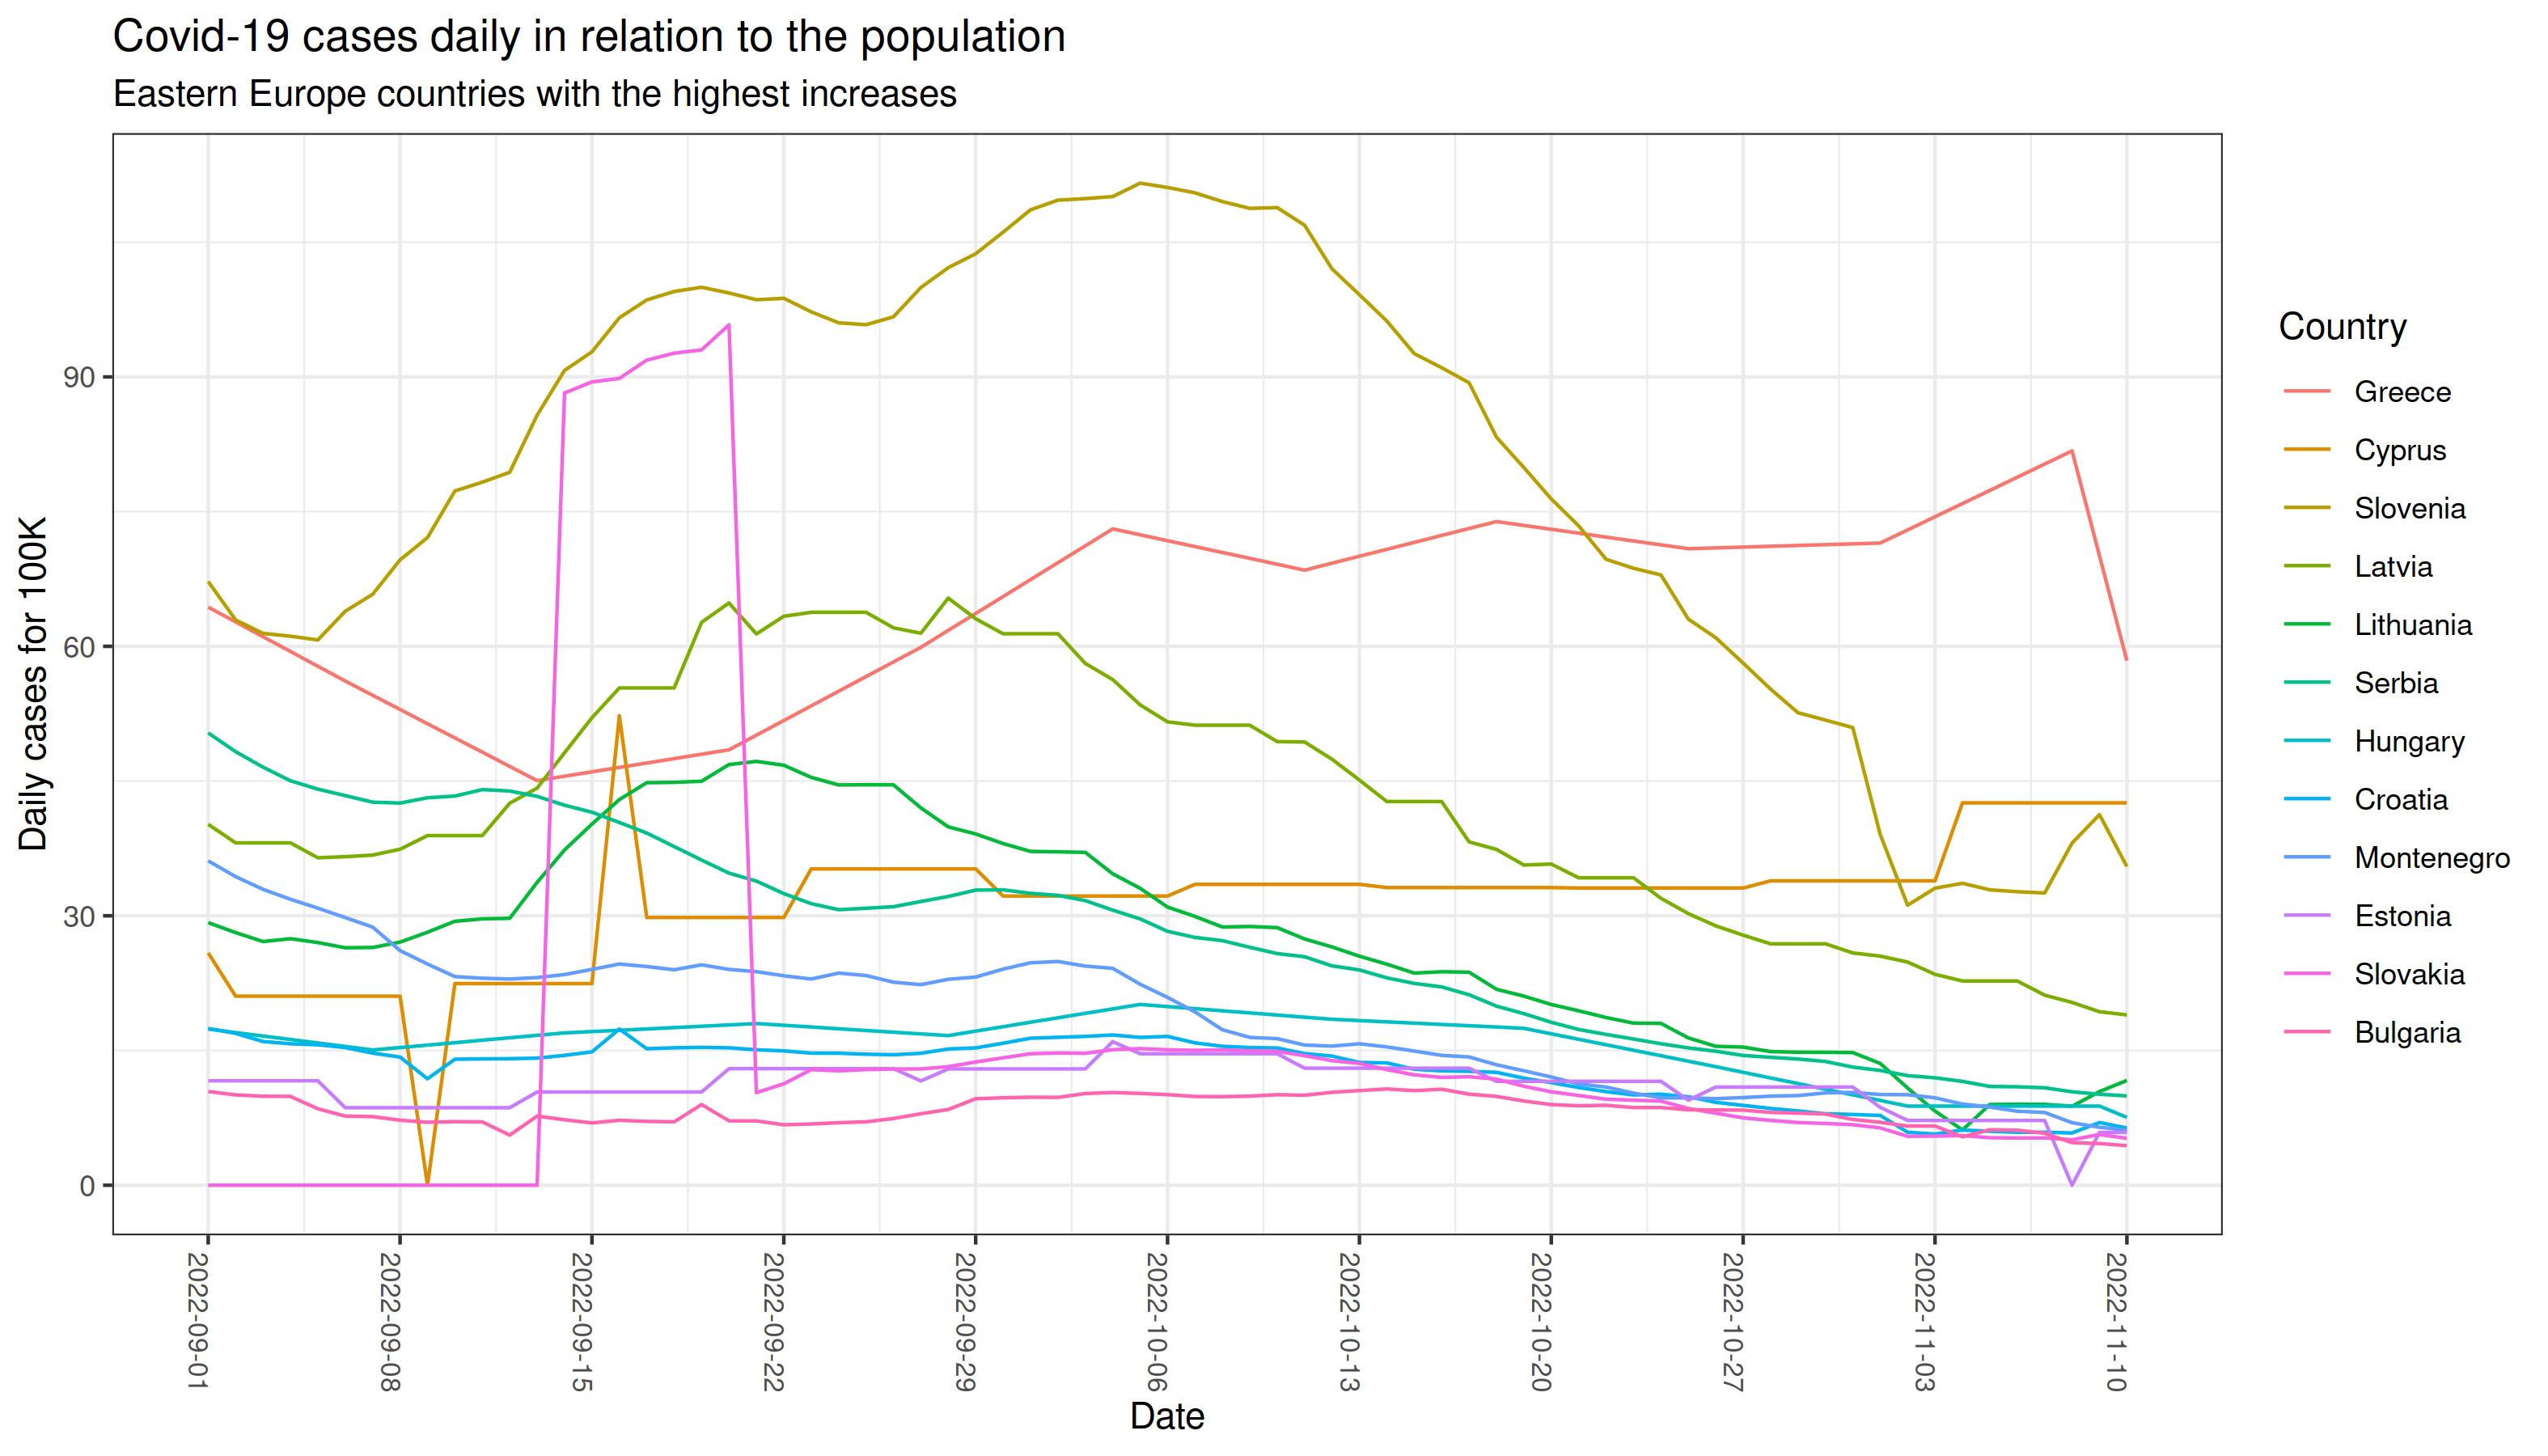 Covid-19 cases daily in relation to the population
Eastern Europe countries with the highest increases
Daily cases for 100K
90
60
30
0
2022-09-01
2022-09-08
2022-09-15
2022-09-22
2022-09-29
2022-10-06
2022-10-13
2022-10-20
2022-10-27
2022-11-03
2022-11-10
Date
Country
Greece
Cyprus
Slovenia
Latvia
Lithuania
Serbia
Hungary
Croatia
Montenegro
Estonia
Slovakia
Bulgaria